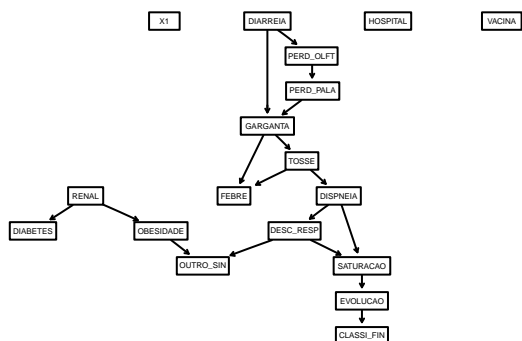 X1
DIARREIA
HOSPITAL
VACINA
PERD_OLFT
PERD_PALA
GARGANTA
TOSSE
RENAL
FEBRE
DISPNEIA
DIABETES
OBESIDADE
DESC_RESP
OUTRO_SIN
SATURACAO
EVOLUCAO
CLASSI_FIN